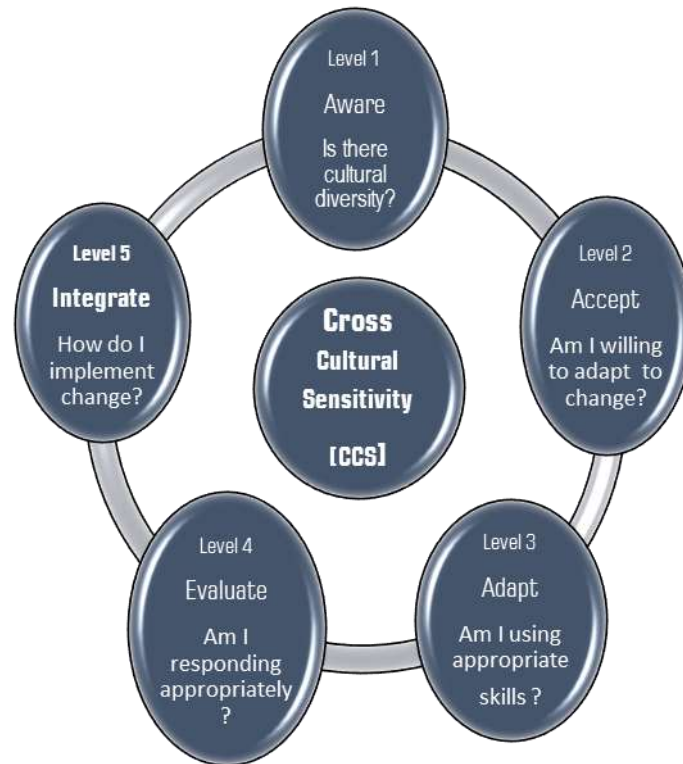 Level 1
Aware
Is there
cultural
diversity?
Level 2
Accept
Am I willing
to adapt to
change?
Level 3
Adapt
Am I using
appropriate
skills ?
Level 4
Evaluate
Am I
responding
appropriately
?
Level 5
Integrate
How do I
implement
change?
Cross
Cultural
Sensitivity
[CCS]